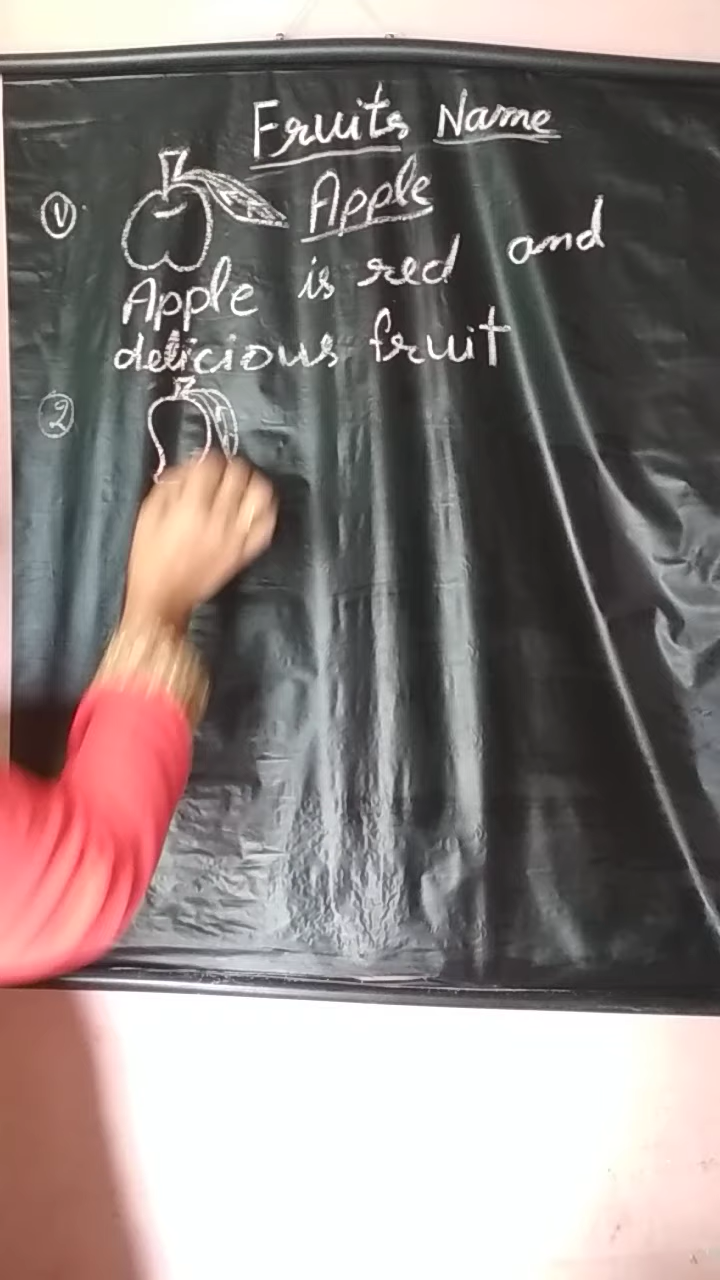 Fruits Name
① Apple
Apple is red and
delicious fruit
②